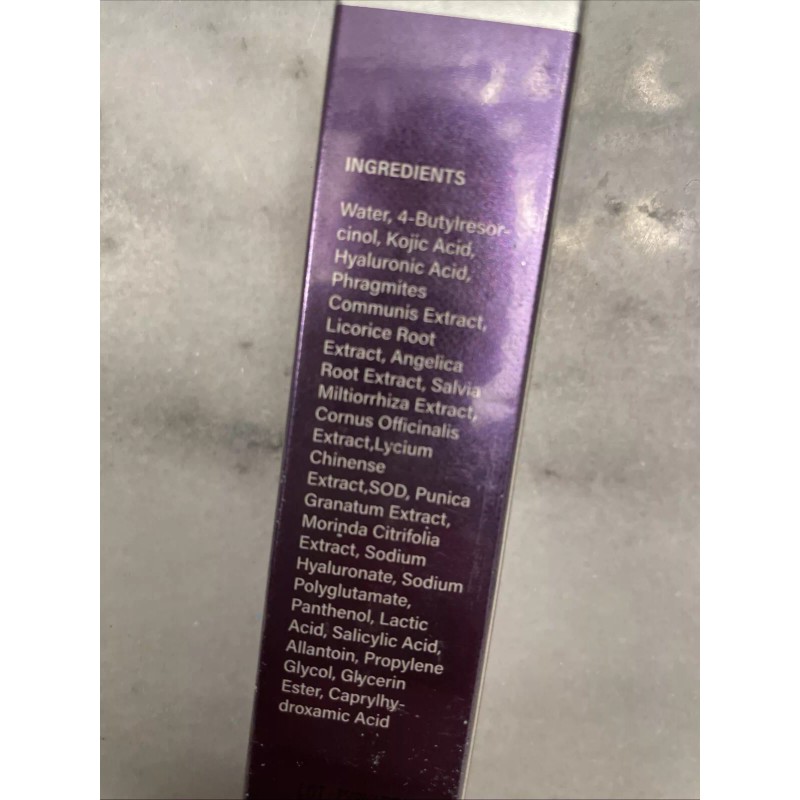 INGREDIENTS
Water, 4-Butylresor-
cinol, Kojic Acid,
Hyaluronic Acid,
Phragmites
Communis Extract,
Licorice Root
Extract, Angelica
Root Extract, Salvia
Miltiorrhiza Extract,
Cornus Officinalis
Extract,Lycium
Chinense
Extract,SOD, Punica
Granatum Extract,
Morinda Citrifolia
Extract, Sodium
Hyaluronate, Sodium
Polyglutamate,
Panthenol, Lactic
Acid, Salicylic Acid,
Allantoin, Propylene
Glycol, Glycerin
Ester, Caprylhy-
droxamic Acid